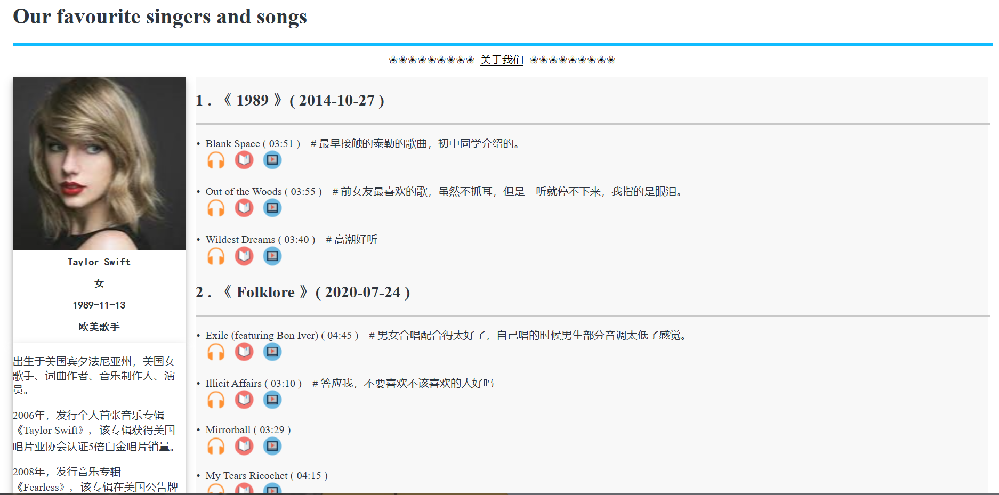 Our favourite singers and songs
❀❀❀❀❀❀❀❀❀ 关于我们 ❀❀❀❀❀❀❀❀❀
Taylor Swift
女
1989-11-13
欧美歌手
出生于美国宾夕法尼亚州，美国女
歌手、词曲作者、音乐制作人、演
员。
2006年，发行个人首张音乐专辑
《Taylor Swift》，该专辑获得美国
唱片业协会认证5倍白金唱片销量。
2008年，发行音乐专辑
《Fearless》，该专辑在美国公告牌
1 . 《 1989 》 ( 2014-10-27 )
• Blank Space ( 03:51 ) # 最早接触的泰勒的歌曲，初中同学介绍的。
• Out of the Woods ( 03:55 ) # 前女友最喜欢的歌，虽然不抓耳，但是一听就停不下来，我指的是眼泪。
• Wildest Dreams ( 03:40 ) # 高潮好听
2 . 《 Folklore 》 ( 2020-07-24 )
• Exile (featuring Bon Iver) ( 04:45 ) # 男女合唱配合得太好了，自己唱的时候男生部分音调太低了感觉。
• Illicit Affairs ( 03:10 ) # 答应我，不要喜欢不该喜欢的人好吗
• Mirrorball ( 03:29 )
• My Tears Ricochet ( 04:15 )